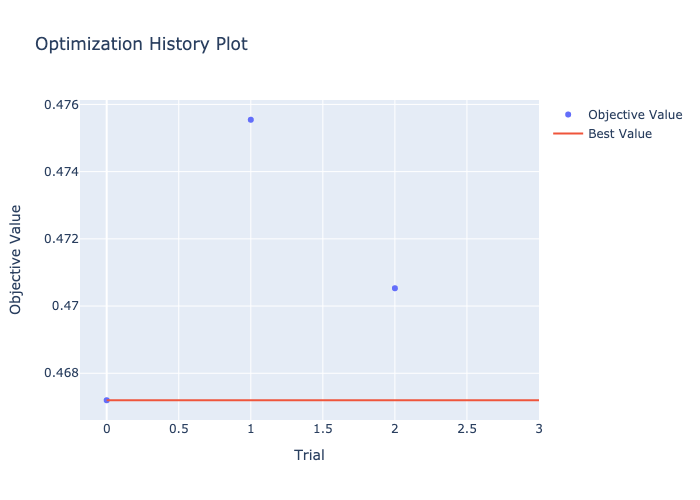 Optimization History Plot
Objective Value
Best Value
0.476
0.474
0.472
0.47
0.468
Objective Value
0
0.5
1
1.5
2
2.5
3
Trial